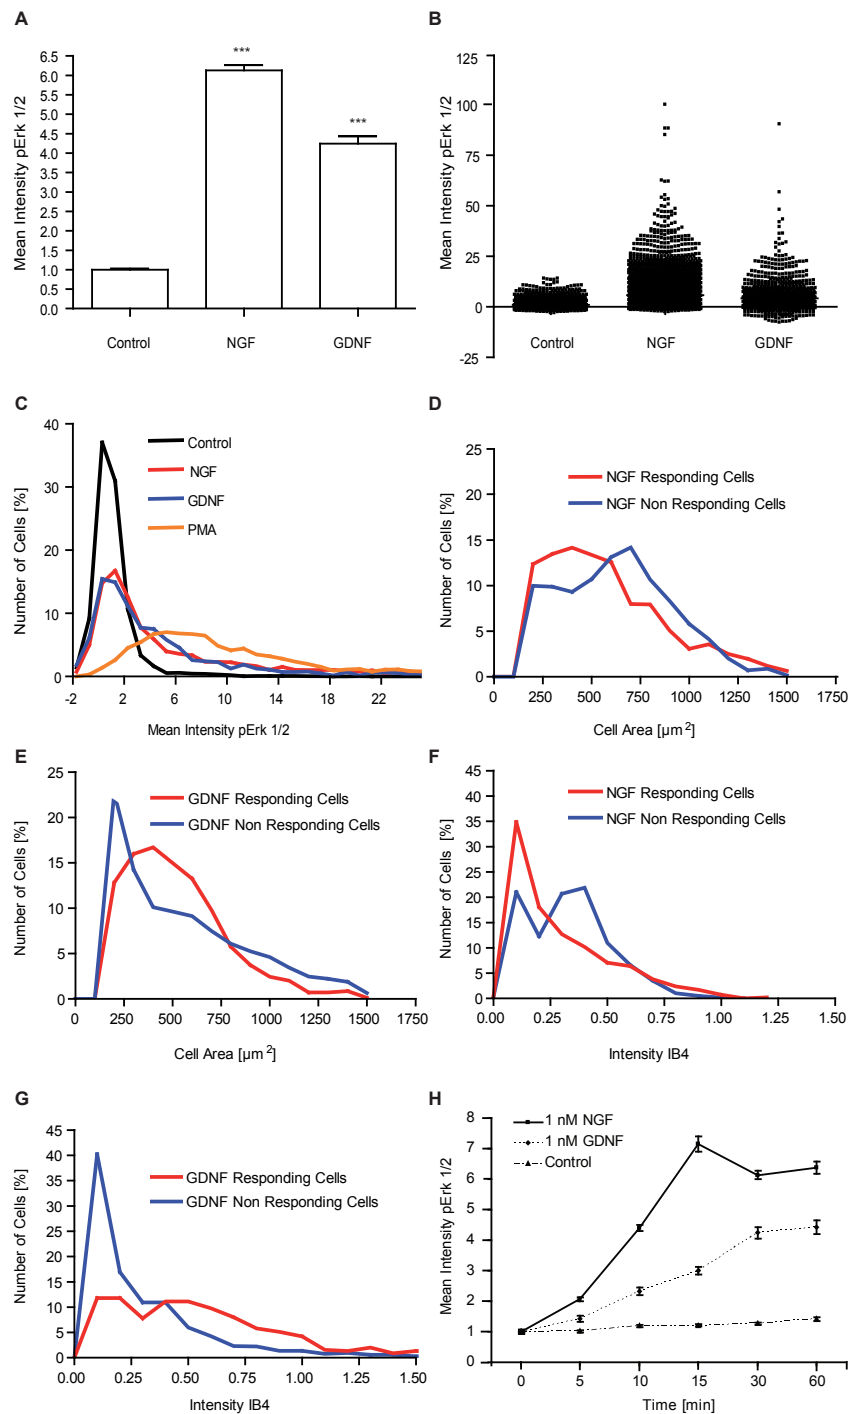 A
Mean Intensity pErk 1/2
6.5
6.0
5.5
5.0
4.5
4.0
3.5
3.0
2.5
2.0
1.5
1.0
0.5
0.0
***
***
Control
NGF
GDNF
B
Mean Intensity pErk 1/2
125
100
75
50
25
0
-25
Control
NGF
GDNF
C
Number of Cells [%]
40
30
20
10
0
Control
NGF
GDNF
PMA
-2
2
6
10
14
18
22
Mean Intensity pErk 1/2
D
Number of Cells [%]
25
20
15
10
5
0
NGF Responding Cells
NGF Non Responding Cells
0
250
500
750
1000
1250
1500
1750
Cell Area [µm²]
E
Number of Cells [%]
25
20
15
10
5
0
GDNF Responding Cells
GDNF Non Responding Cells
0
250
500
750
1000
1250
1500
1750
Cell Area [µm²]
F
Number of Cells [%]
45
40
35
30
25
20
15
10
5
0
NGF Responding Cells
NGF Non Responding Cells
0.00
0.25
0.50
0.75
1.00
1.25
1.50
Intensity IB4
G
Number of Cells [%]
45
40
35
30
25
20
15
10
5
0
GDNF Responding Cells
GDNF Non Responding Cells
0.00
0.25
0.50
0.75
1.00
1.25
1.50
Intensity IB4
H
Mean Intensity pErk 1/2
8
7
6
5
4
3
2
1
0
1 nM NGF
1 nM GDNF
Control
0
5
10
15
30
60
Time [min]